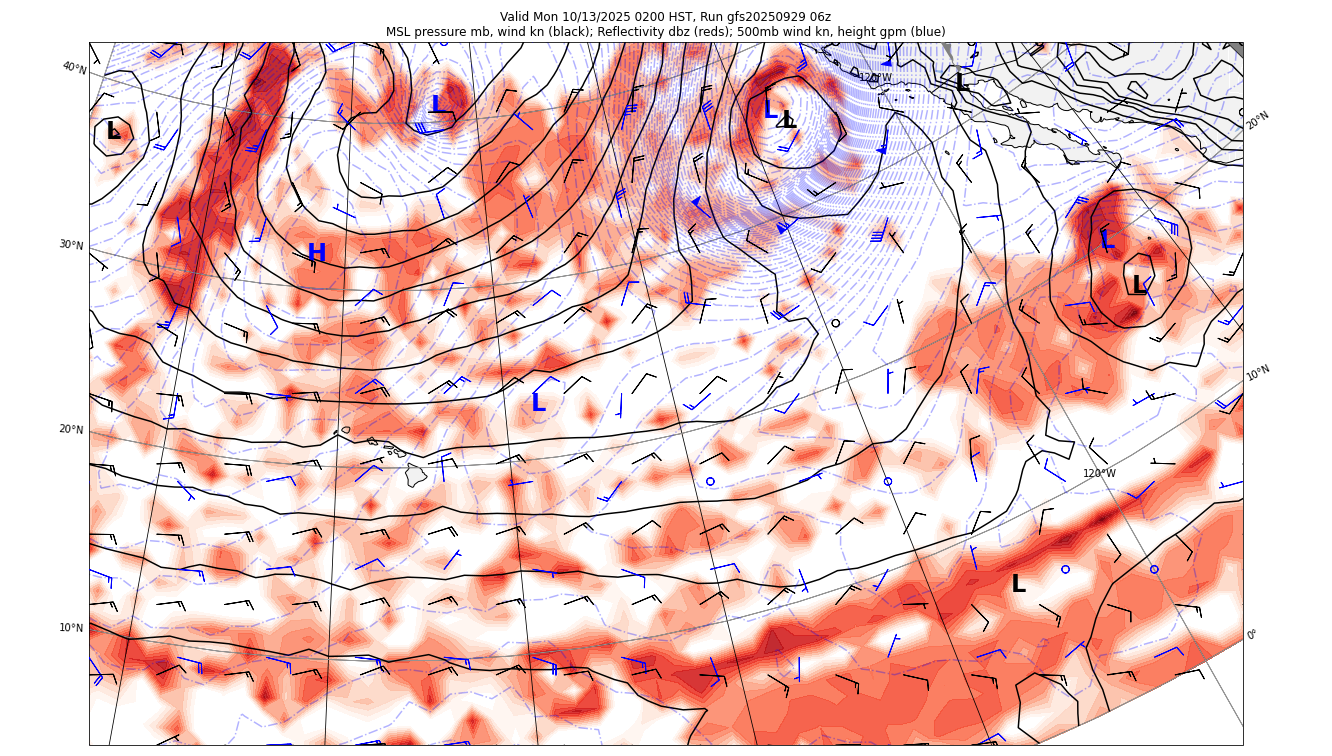 Valid Mon 10/13/2025 0200 HST, Run gfs20250929 06z
MSL pressure mb, wind kn (black); Reflectivity dbz (reds); 500mb wind kn, height gpm (blue)
40°N
120°W
L
L
L
L
L
20°N
30°N
H
L
L
10°N
L
20°N
120°W
L
10°N
0°